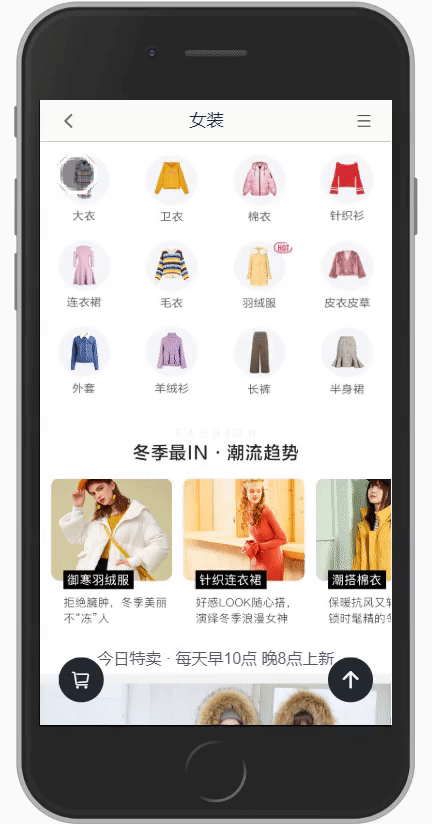 女装
大衣 卫衣 棉衣 针织衫
HOT
连衣裙 毛衣 羽绒服 皮衣皮草
外套 羊绒衫 长裤 半身裙
FASHION
冬季最IN · 潮流趋势
御寒羽绒服 针织连衣裙 潮搭棉衣
拒绝臃肿，冬季美丽
不“冻”人
好感LOOK随心搭，
演绎冬季浪漫女神
保暖抗风又
锁时髦精的
今日特卖 · 每天早10点 晚8点上新